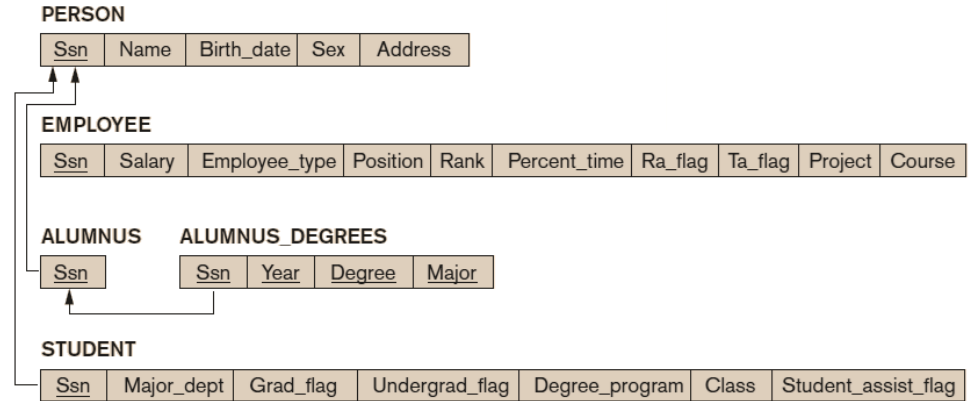 PERSON
Ssn Name Birth_date Sex Address
EMPLOYEE
Ssn Salary Employee_type Position Rank Percent_time Ra_flag Ta_flag Project Course
ALUMNUS ALUMNUS_DEGREES
Ssn Ssn Year Degree Major
STUDENT
Ssn Major_dept Grad_flag Undergrad_flag Degree_program Class Student_assist_flag